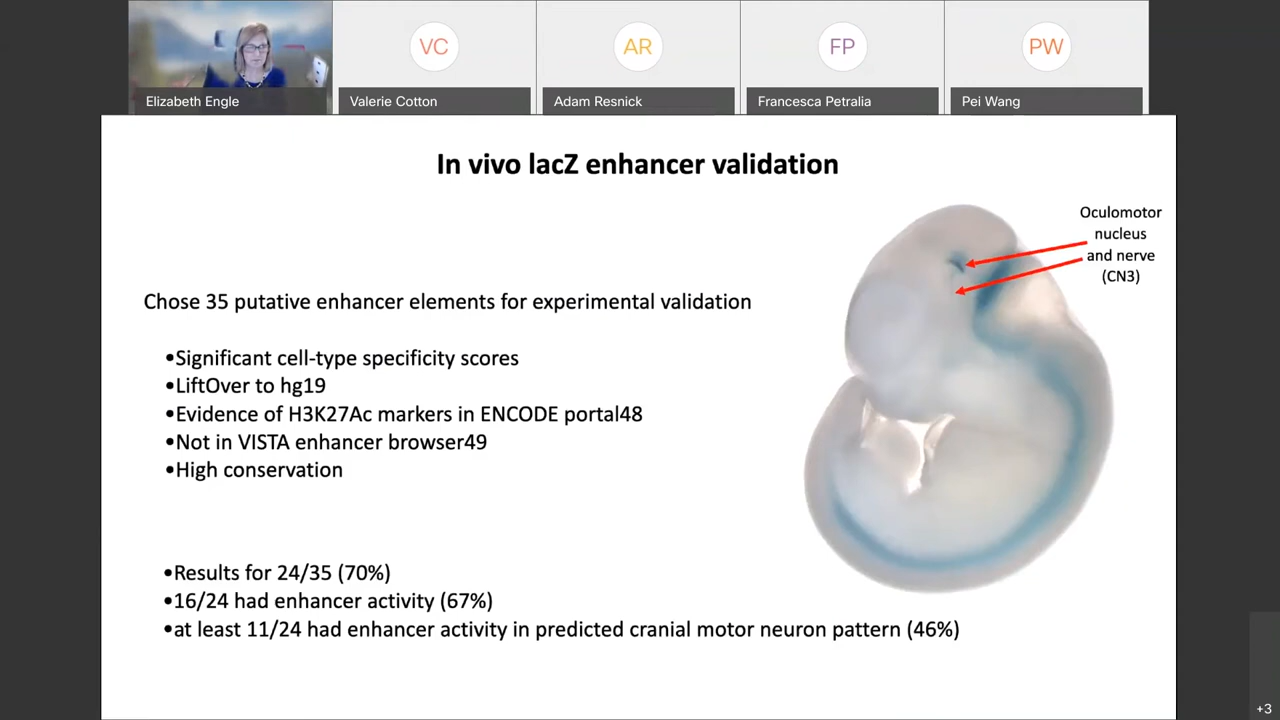 VC
AR
FP
PW
Elizabeth Engle
Valerie Cotton
Adam Resnick
Francesca Petralia
Pei Wang
In vivo lacZ enhancer validation
Oculomotor
nucleus
and nerve
(CN3)
Chose 35 putative enhancer elements for experimental validation
•Significant cell-type specificity scores
•LiftOver to hg19
•Evidence of H3K27Ac markers in ENCODE portal48
•Not in VISTA enhancer browser49
•High conservation
•Results for 24/35 (70%)
•16/24 had enhancer activity (67%)
•at least 11/24 had enhancer activity in predicted cranial motor neuron pattern (46%)
+3